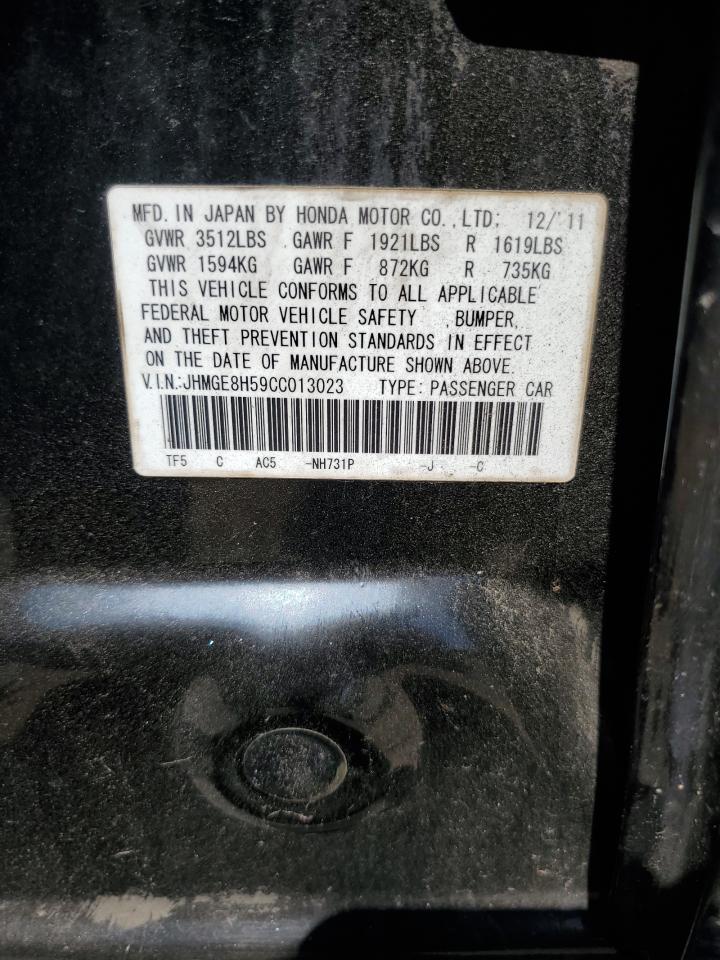 MFD. IN JAPAN BY HONDA MOTOR CO.,LTD; 12/'11
GVWR 3512LBS GAWR F 1921LBS R 1619LBS
GVWR 1594KG GAWR F 872KG R 735KG
THIS VEHICLE CONFORMS TO ALL APPLICABLE
FEDERAL MOTOR VEHICLE SAFETY ,BUMPER,
AND THEFT PREVENTION STANDARDS IN EFFECT
ON THE DATE OF MANUFACTURE SHOWN ABOVE.
V.I.N.:JHMGE8H59CC013023 TYPE:PASSENGER CAR
TF5 C AC5 -NH731P -J -C